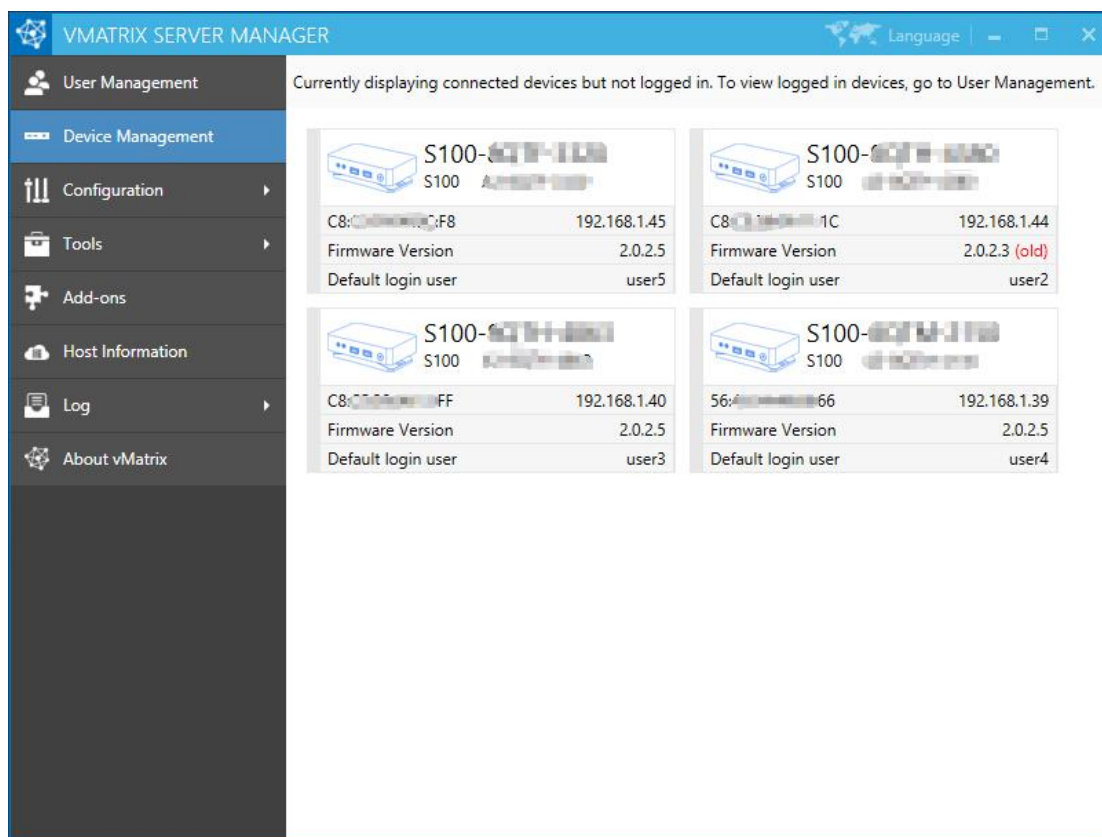 VMATRIX SERVER MANAGER
Language
User Management
Device Management
Configuration
Tools
Add-ons
Host Information
Log
About vMatrix
Currently displaying connected devices but not logged in. To view logged in devices, go to User Management.
S100-
S100
C8: :F8 192.168.1.45
Firmware Version 2.0.2.5
Default login user user5
S100-
S100
C8: 1C 192.168.1.44
Firmware Version 2.0.2.3 (old)
Default login user user2
S100-
S100
C8: FF 192.168.1.40
Firmware Version 2.0.2.5
Default login user user3
S100-
S100
56: 66 192.168.1.39
Firmware Version 2.0.2.5
Default login user user4